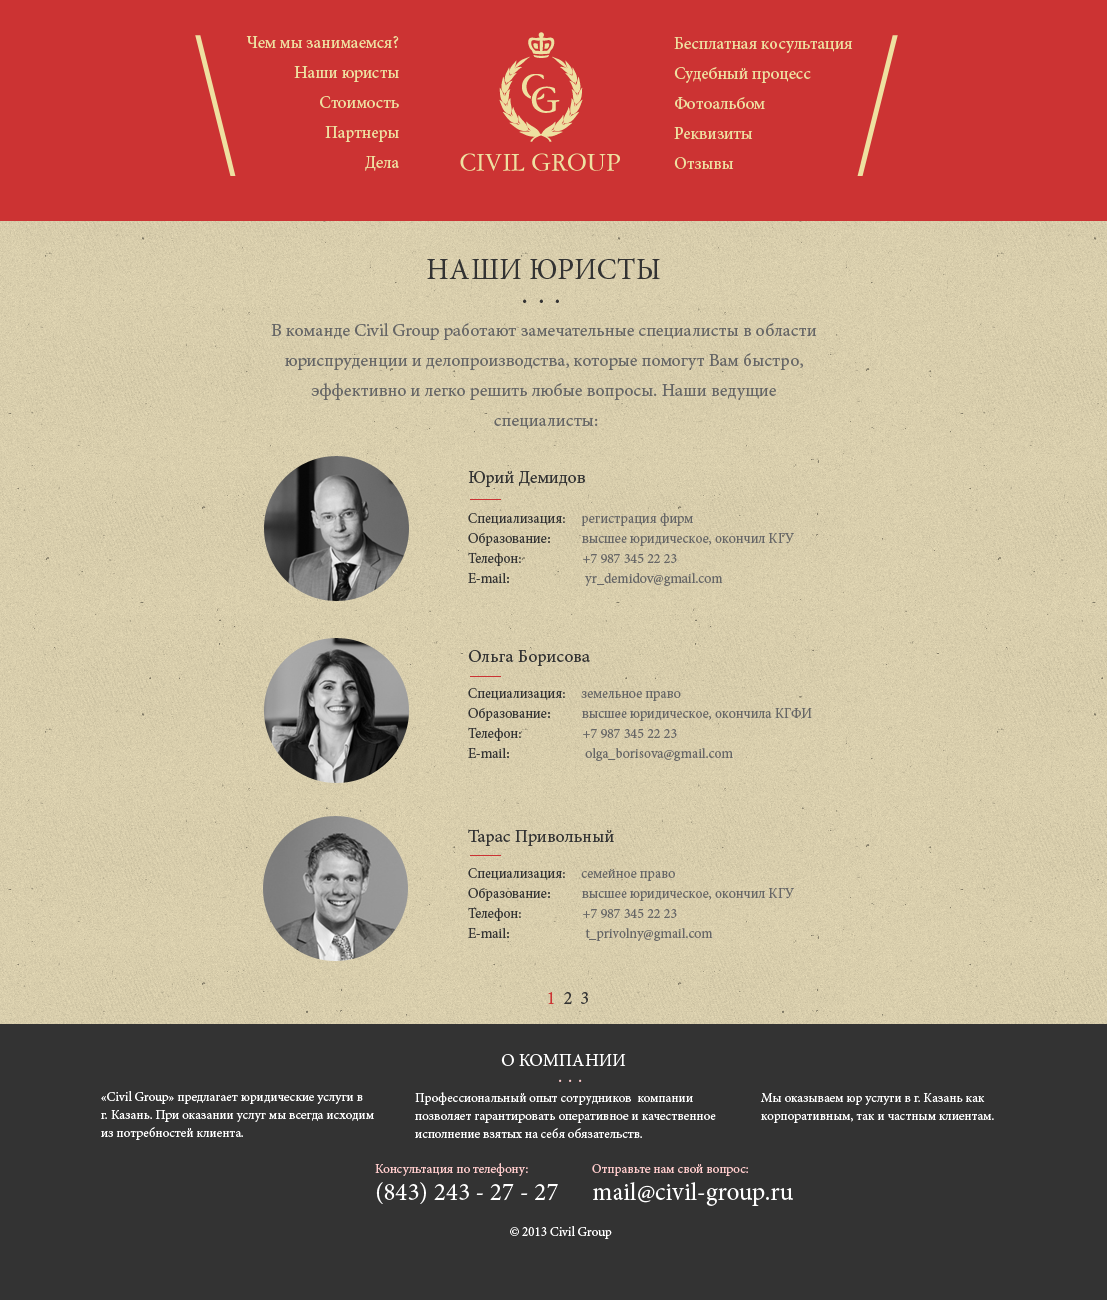 Чем мы занимаемся?
Наши юристы
Стоимость
Партнеры
Дела
CG
CIVIL GROUP
Бесплатная косультация
Судебный процесс
Фотоальбом
Реквизиты
Отзывы
НАШИ ЮРИСТЫ
В команде Civil Group работают замечательные специалисты в области
юриспруденции и делопроизводства, которые помогут Вам быстро,
эффективно и легко решить любые вопросы. Наши ведущие
специалисты:
Юрий Демидов
Специализация: регистрация фирм
Образование: высшее юридическое, окончил КГУ
Телефон: +7 987 345 22 23
E-mail: yr_demidov@gmail.com
Ольга Борисова
Специализация: земельное право
Образование: высшее юридическое, окончила КГФИ
Телефон: +7 987 345 22 23
E-mail: olga_borisova@gmail.com
Тарас Привольный
Специализация: семейное право
Образование: высшее юридическое, окончил КГУ
Телефон: +7 987 345 22 23
E-mail: t_privolny@gmail.com
1 2 3
О КОМПАНИИ
«Civil Group» предлагает юридические услуги в
г. Казань. При оказании услуг мы всегда исходим
из потребностей клиента.
Профессиональный опыт сотрудников компании
позволяет гарантировать оперативное и качественное
исполнение взятых на себя обязательств.
Мы оказываем юр услуги в г. Казань как
корпоративным, так и частным клиентам.
Консультация по телефону:
(843) 243 - 27 - 27
Отправьте нам свой вопрос:
mail@civil-group.ru
© 2013 Civil Group